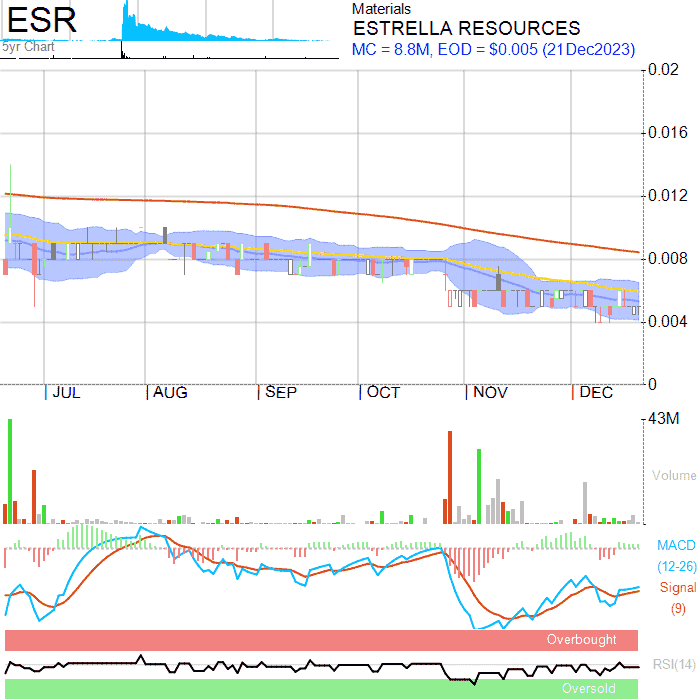 ESR
5yr Chart
Materials
ESTRELLA RESOURCES
MC = 8.8M, EOD = $0.005 (21Dec2023)
0.02
0.016
0.012
0.008
0.004
0
JUL AUG SEP OCT NOV DEC
43M
Volume
MACD
(12-26)
Signal
(9)
Overbought
RSI(14)
Oversold